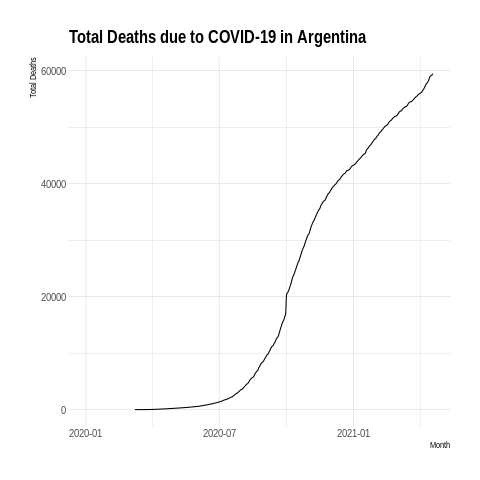 Total Deaths due to COVID-19 in Argentina
Total Deaths
60000
40000
20000
0
2020-01 2020-07 2021-01
Month